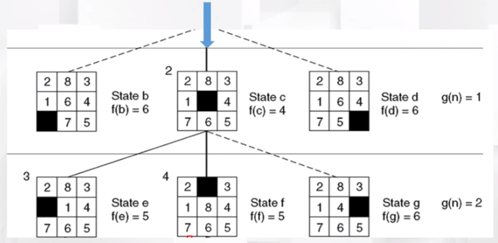 2
2 8 3
1 6 4
7 5
State b
f(b) = 6
2 8 3
1 4
7 6 5
State c
f(c) = 4
2 8 3
1 6 4
7 5
State d
f(d) = 6
g(n) = 1
3
2 8 3
1 4
7 6 5
State e
f(e) = 5
4
2 3
1 8 4
7 6 5
State f
f(f) = 5
2 8 3
1 4
7 6 5
State g
f(g) = 6
g(n) = 2